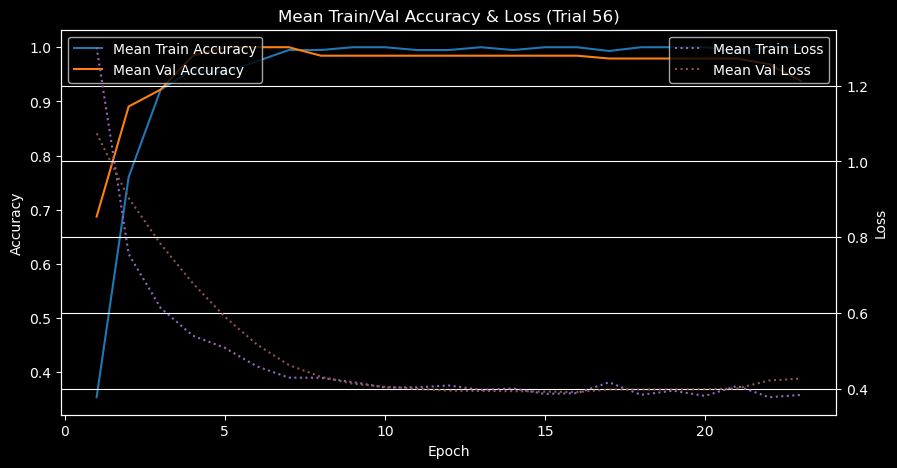 Mean Train/Val Accuracy & Loss (Trial 56)
Mean Train Accuracy
Mean Val Accuracy
Mean Train Loss
Mean Val Loss
1.0
0.9
0.8
0.7
0.6
0.5
0.4
Accuracy
1.2
1.0
0.8
0.6
0.4
Loss
0
5
10
15
20
Epoch